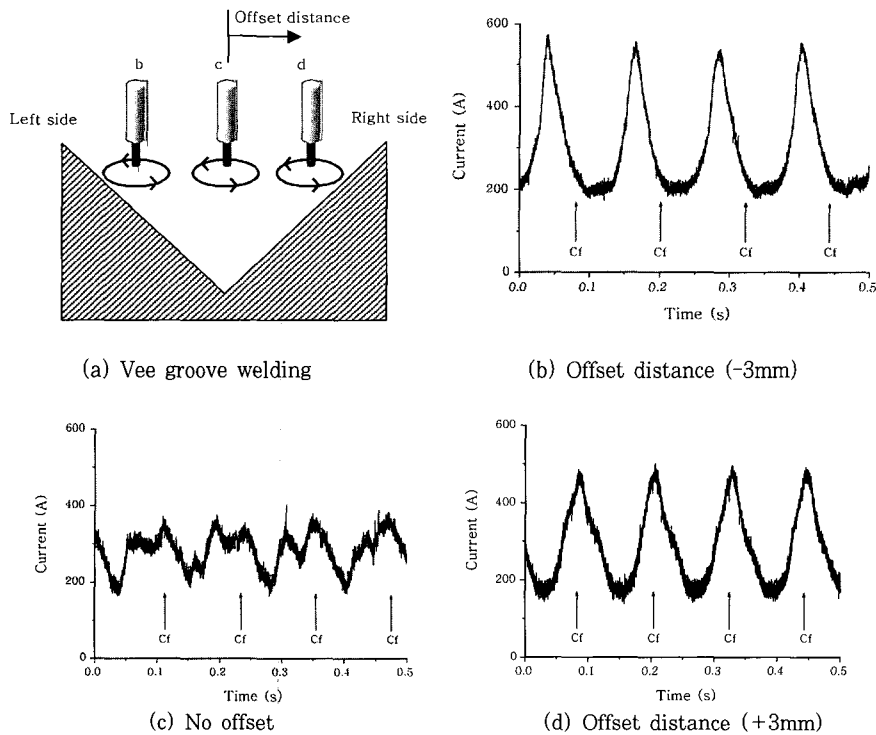 Offset distance
b
c
d
Left side
Right side
(a) Vee groove welding
600
400
200
0
Current (A)
0.0
0.1
0.2
0.3
0.4
0.5
Time (s)
Cf
Cf
Cf
Cf
(b) Offset distance (-3mm)
600
400
200
0
Current (A)
0.0
0.1
0.2
0.3
0.4
0.5
Time (s)
Cf
Cf
Cf
Cf
(c) No offset
600
400
200
0
Current (A)
0.0
0.1
0.2
0.3
0.4
0.5
Time (s)
Cf
Cf
Cf
Cf
(d) Offset distance (+3mm)